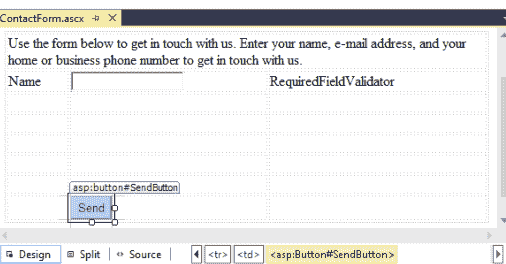 ContactForm.ascx
Use the form below to get in touch with us. Enter your name, e-mail address, and your
home or business phone number to get in touch with us.
Name RequiredFieldValidator
asp:button#SendButton
Send
Design Split Source <tr> <td> <asp:Button#SendButton>